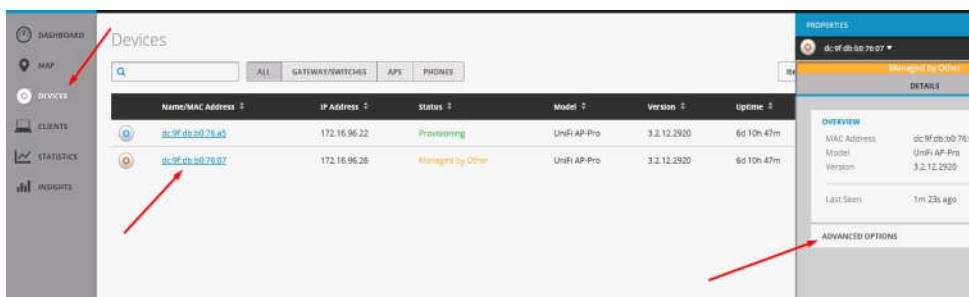 DASHBOARD
MAP
DEVICES
CLIENTS
STATISTICS
INSIGHTS
Devices
ALL GATEWAY/SWITCHES APS PHONES
Name/MAC Address IP Address Status Model Version Uptime
dc:9f:db:b0:76:a5 172.16.96.22 Provisioning UniFi AP-Pro 3.2.12.2920 6d 10h 47m
dc:9f:db:b0:76:07 172.16.96.26 Managed by Other UniFi AP-Pro 3.2.12.2920 6d 10h 47m
PROPERTIES
dc:9f:db:b0:76:07
Managed by Other
DETAILS
OVERVIEW
MAC Address dc:9f:db:b0:76:
Model UniFi AP-Pro
Version 3.2.12.2920
Last Seen 1m 23s ago
ADVANCED OPTIONS